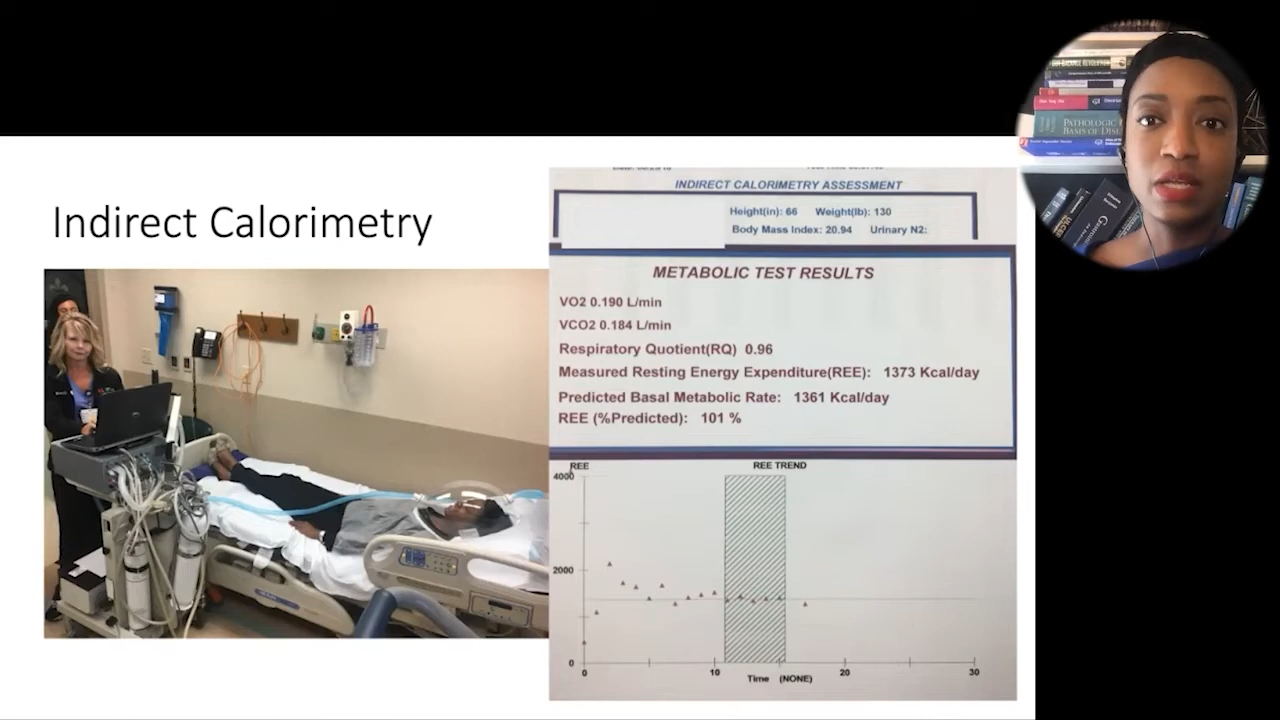 Indirect Calorimetry
INDIRECT CALORIMETRY ASSESSMENT
Height(in): 66 Weight(lb): 130
Body Mass Index: 20.94 Urinary N2:
METABOLIC TEST RESULTS
VO2 0.190 L/min
VCO2 0.184 L/min
Respiratory Quotient(RQ) 0.96
Measured Resting Energy Expenditure(REE): 1373 Kcal/day
Predicted Basal Metabolic Rate: 1361 Kcal/day
REE (%Predicted): 101 %
REE
REE TREND
4000
2000
0
0 10 20 30
Time (NONE)
PATHOLOGIC
BASIS OF